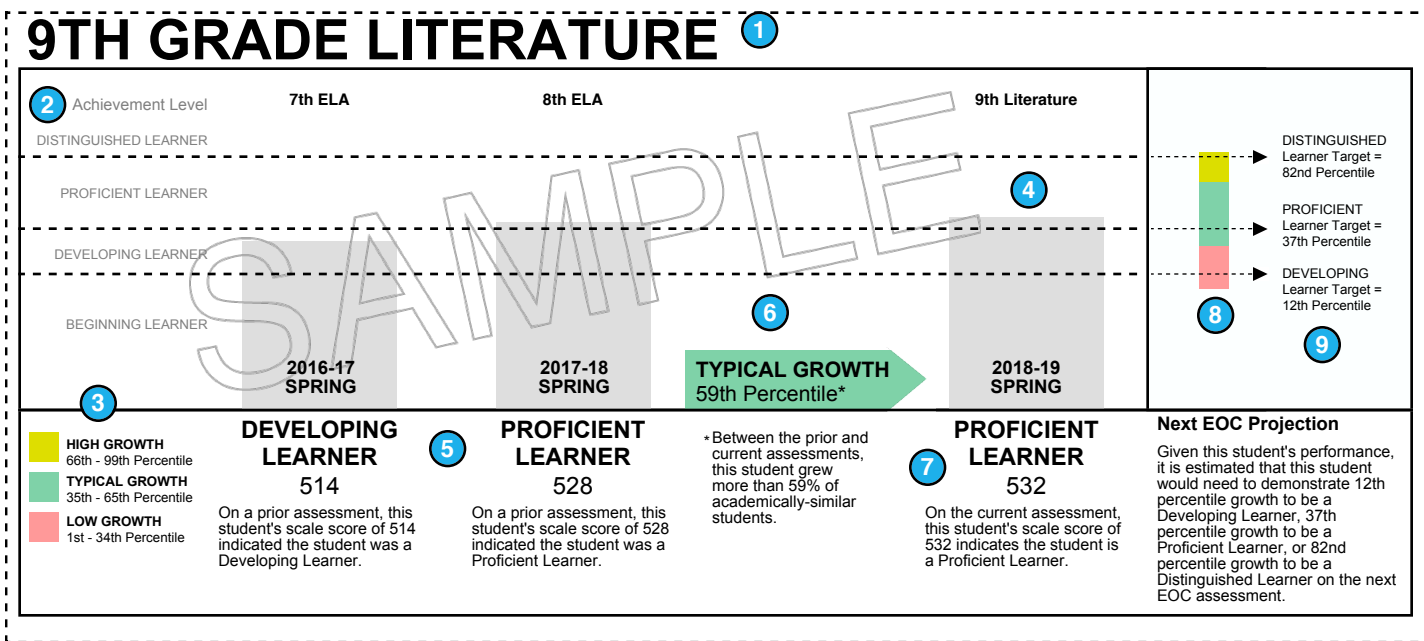 9TH GRADE LITERATURE
1
2
Achievement Level
7th ELA
8th ELA
9th Literature
DISTINGUISHED LEARNER
PROFICIENT LEARNER
DEVELOPING LEARNER
BEGINNING LEARNER
SAMPLE
4
DISTINGUISHED
Learner Target =
82nd Percentile
PROFICIENT
Learner Target =
37th Percentile
DEVELOPING
Learner Target =
12th Percentile
6
8
9
2016-17
SPRING
2017-18
SPRING
TYPICAL GROWTH
59th Percentile*
2018-19
SPRING
3
HIGH GROWTH
66th - 99th Percentile
TYPICAL GROWTH
35th - 65th Percentile
LOW GROWTH
1st - 34th Percentile
DEVELOPING
LEARNER
514
On a prior assessment, this
student's scale score of 514
indicated the student was a
Developing Learner.
5
PROFICIENT
LEARNER
528
On a prior assessment, this
student's scale score of 528
indicated the student was a
Proficient Learner.
*Between the prior and
current assessments,
this student grew
more than 59% of
academically-similar
students.
7
PROFICIENT
LEARNER
532
On the current assessment,
this student's scale score of
532 indicates the student is
a Proficient Learner.
Next EOC Projection
Given this student's performance,
it is estimated that this student
would need to demonstrate 12th
percentile growth to be a
Developing Learner, 37th
percentile growth to be a
Proficient Learner, or 82nd
percentile growth to be a
Distinguished Learner on the next
EOC assessment.